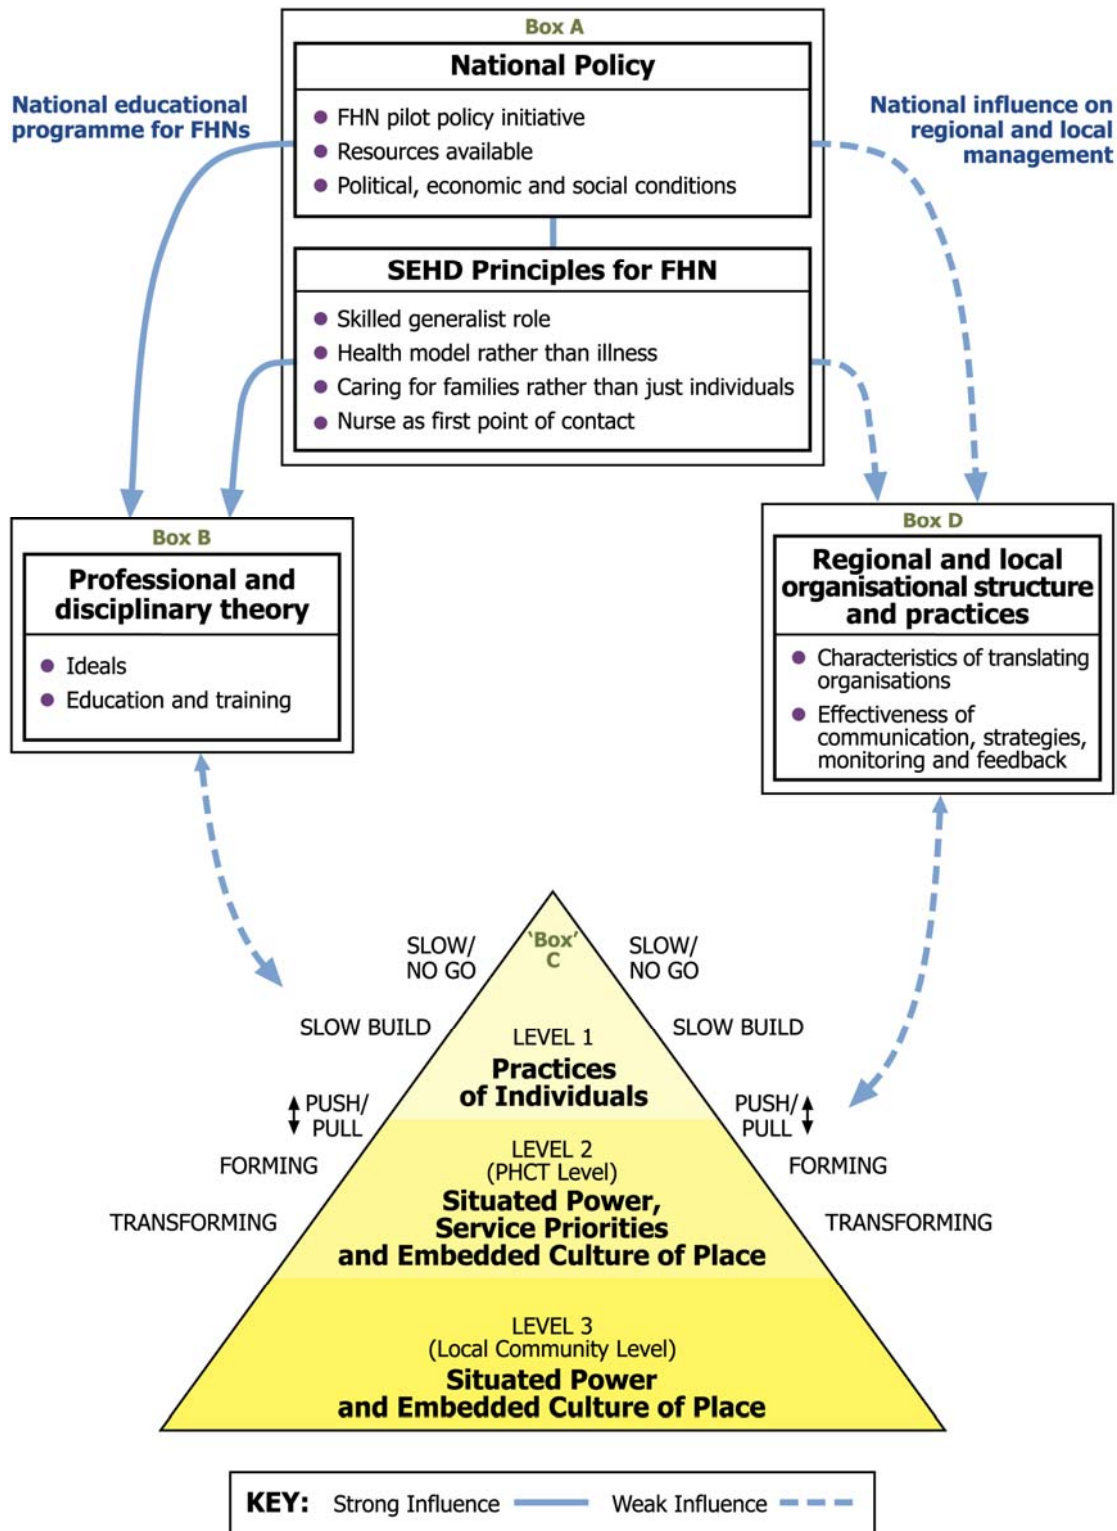 Box A
National Policy
National educational
programme for FHNs
National influence on
regional and local
management
FHN pilot policy initiative
Resources available
Political, economic and social conditions
SEHD Principles for FHN
Skilled generalist role
Health model rather than illness
Caring for families rather than just individuals
Nurse as first point of contact
Box B
Professional and
disciplinary theory
Ideals
Education and training
Box D
Regional and local
organisational structure
and practices
Characteristics of translating
organisations
Effectiveness of
communication, strategies,
monitoring and feedback
SLOW/
NO GO
SLOW BUILD
PUSH/
PULL
FORMING
TRANSFORMING
'Box'
C
LEVEL 1
Practices
of Individuals
LEVEL 2
(PHCT Level)
Situated Power,
Service Priorities
and Embedded Culture of Place
LEVEL 3
(Local Community Level)
Situated Power
and Embedded Culture of Place
SLOW/
NO GO
SLOW BUILD
PUSH/
PULL
FORMING
TRANSFORMING
KEY: Strong Influence Weak Influence